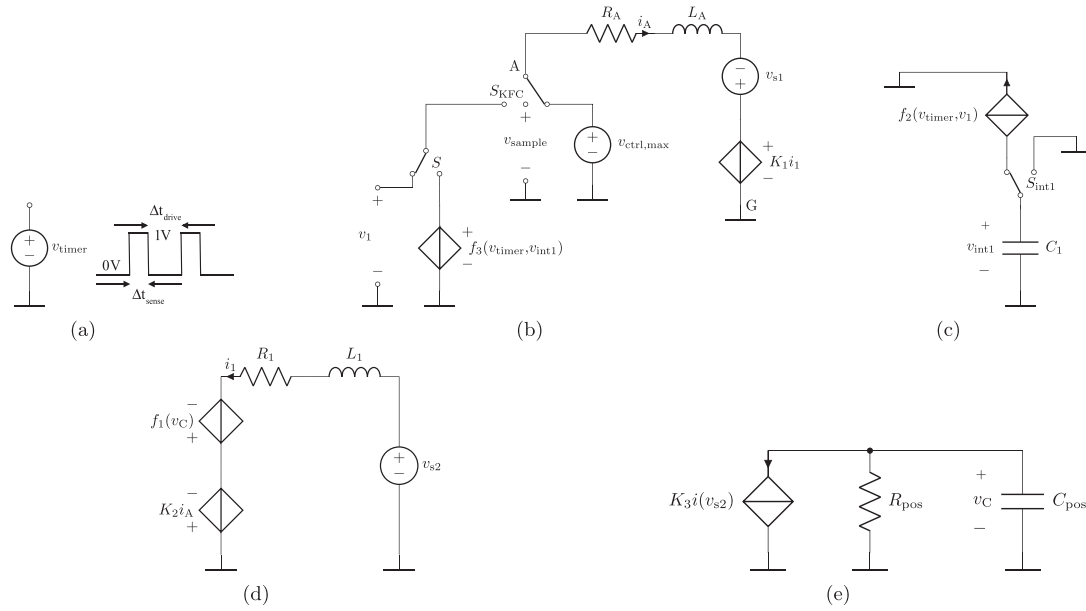 v_timer
+
−
Δt_drive
1V
0V
Δt_sense
(a)
R_A
i_A
L_A
A
S_KFC
+
v_sample
−
S
+
v_1
−
+
−
f_3(v_timer,v_int1)
+
−
v_ctrl,max
−
+
v_s1
+
−
K_1i_1
G
(b)
f_2(v_timer,v_1)
S_int1
+
v_int1
−
C_1
(c)
i_1
R_1
L_1
−
f_1(v_C)
+
−
K_2i_A
+
+
−
v_s2
(d)
K_3i(v_s2)
R_pos
+
v_C
−
C_pos
(e)